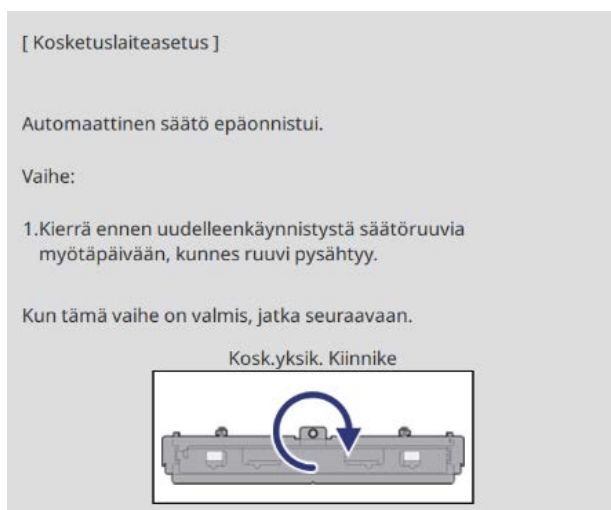 [ Kosketuslaiteasetus ]
Automaattinen säätö epäonnistui.
Vaihe:
1.Kierrä ennen uudelleenkäynnistystä säätöruuvia
myötäpäivään, kunnes ruuvi pysähtyy.
Kun tämä vaihe on valmis, jatka seuraavaan.
Kosk.yksik. Kiinnike